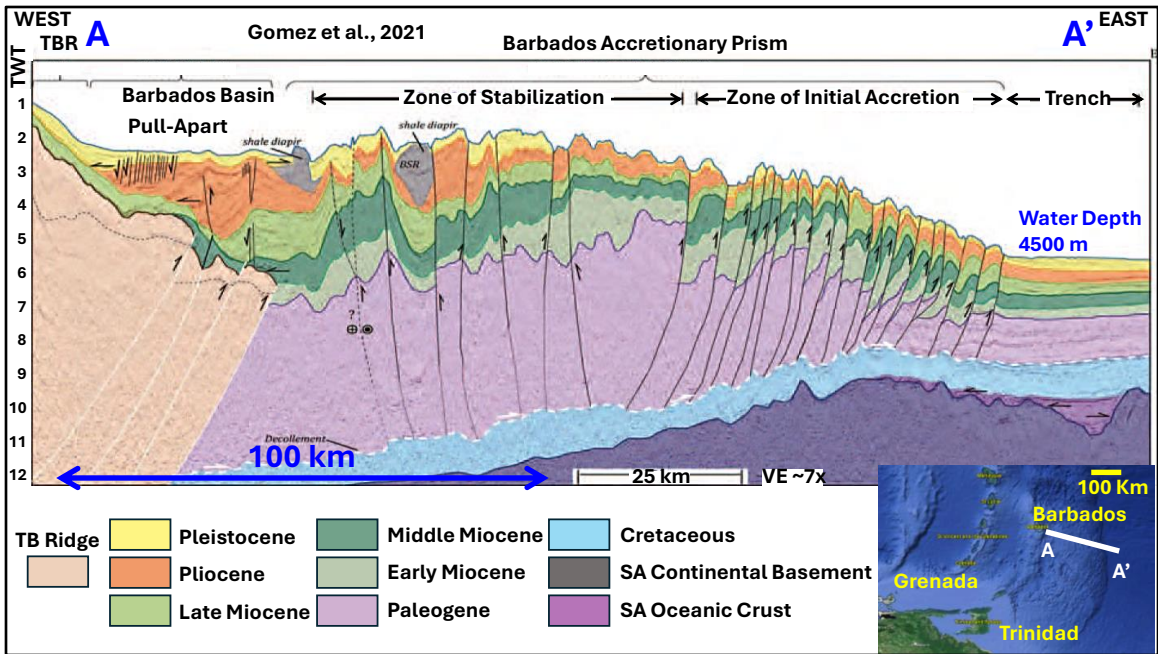 WEST
EAST
TBR
A
Gomez et al., 2021
A'
Barbados Accretionary Prism
TWT
Barbados Basin
Zone of Stabilization
Zone of Initial Accretion
Trench
Pull-Apart
shale diapir
shale diapir
BSR
1
2
3
4
5
6
7
8
9
10
11
12
Water Depth
4500 m
?
Decollement
100 km
25 km
VE ~7x
TB Ridge
Pleistocene
Pliocene
Late Miocene
Middle Miocene
Early Miocene
Paleogene
Cretaceous
SA Continental Basement
SA Oceanic Crust
100 Km
Barbados
A
A'
Grenada
Trinidad